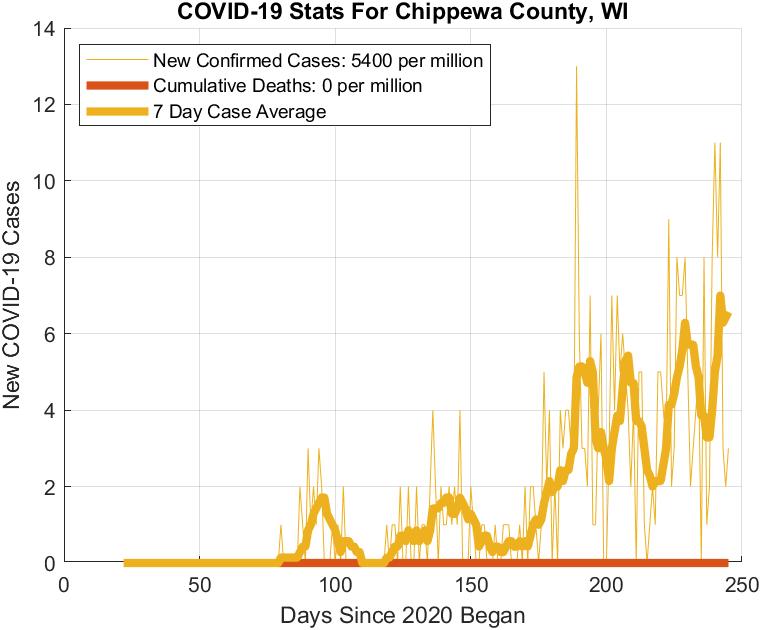 COVID-19 Stats For Chippewa County, WI
14
12
10
8
6
4
2
0
New COVID-19 Cases
New Confirmed Cases: 5400 per million
Cumulative Deaths: 0 per million
7 Day Case Average
0 50 100 150 200 250
Days Since 2020 Began